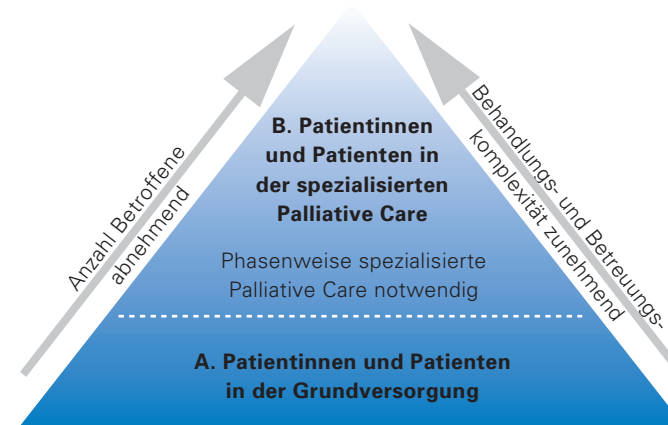 Anzahl Betroffene
abnehmend
Behandlungs- und Betreuungs-
komplexität zunehmend
B. Patientinnen
und Patienten in
der spezialisierten
Palliative Care
Phasenweise spezialisierte
Palliative Care notwendig
A. Patientinnen und Patienten
in der Grundversorgung